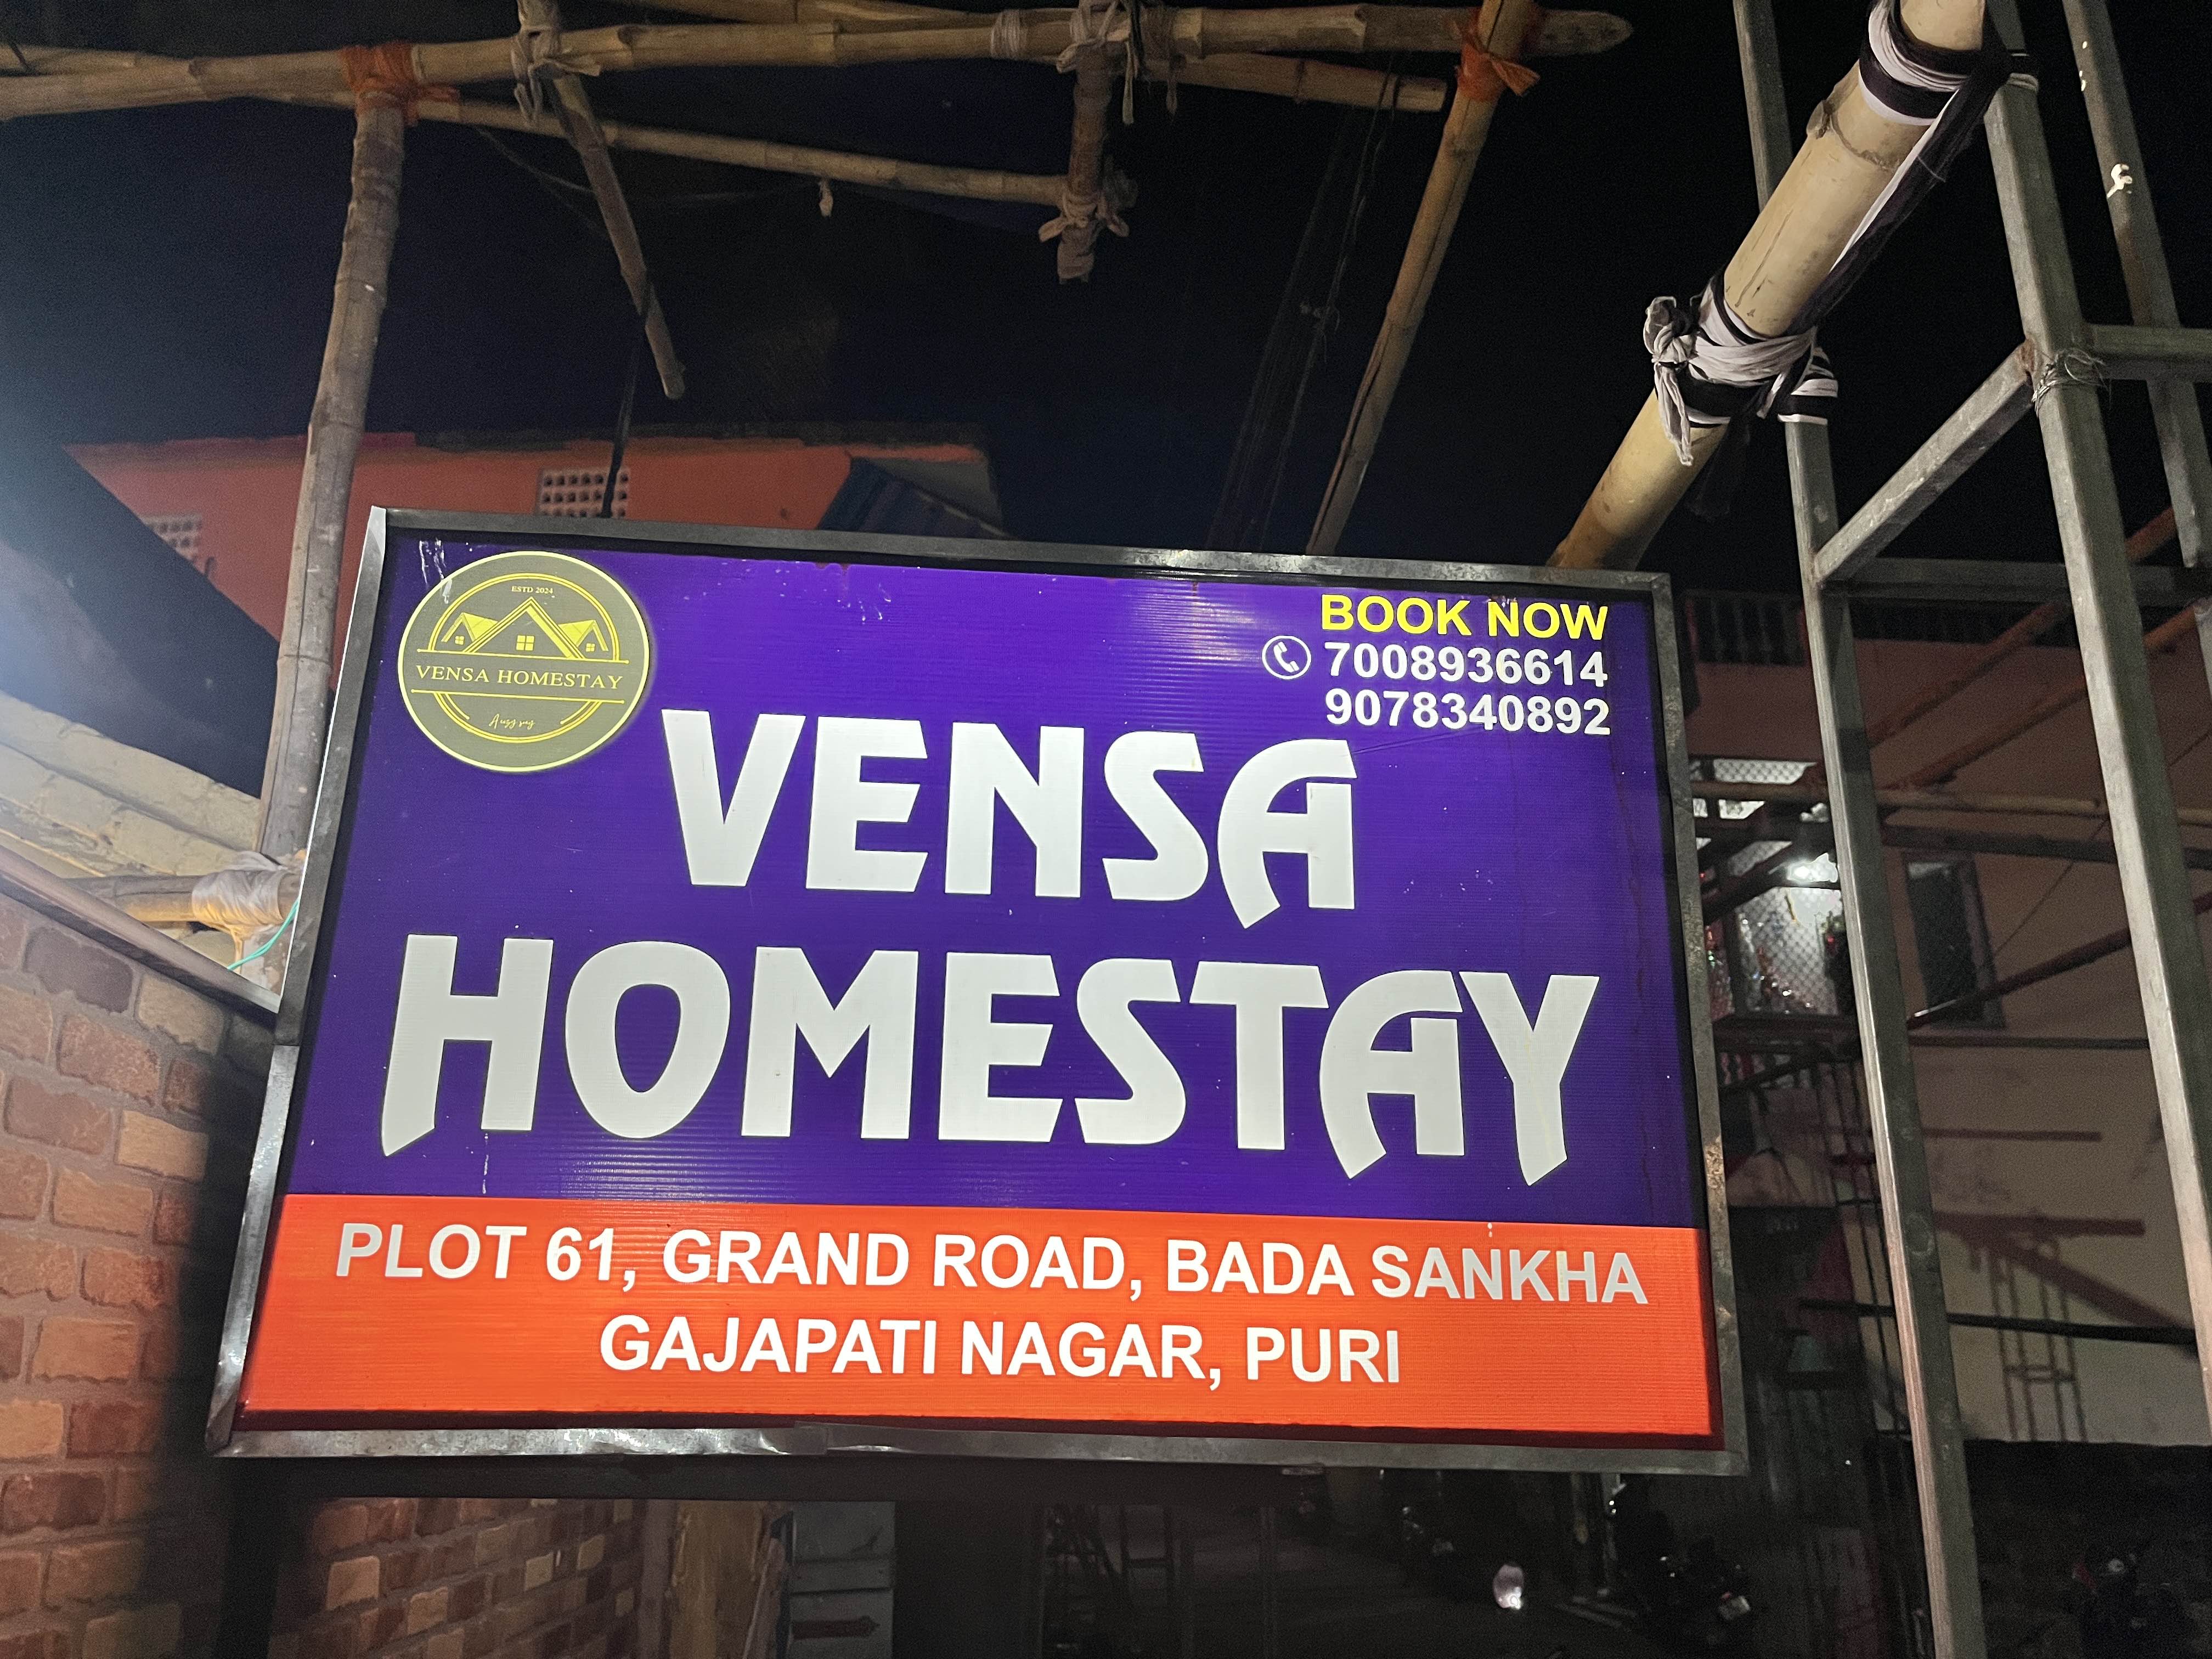 ESTD 2024
VENSA HOMESTAY
BOOK NOW
7008936614
9078340892
VENSA
HOMESTAY
PLOT 61, GRAND ROAD, BADA SANKHA
GAJAPATI NAGAR, PURI